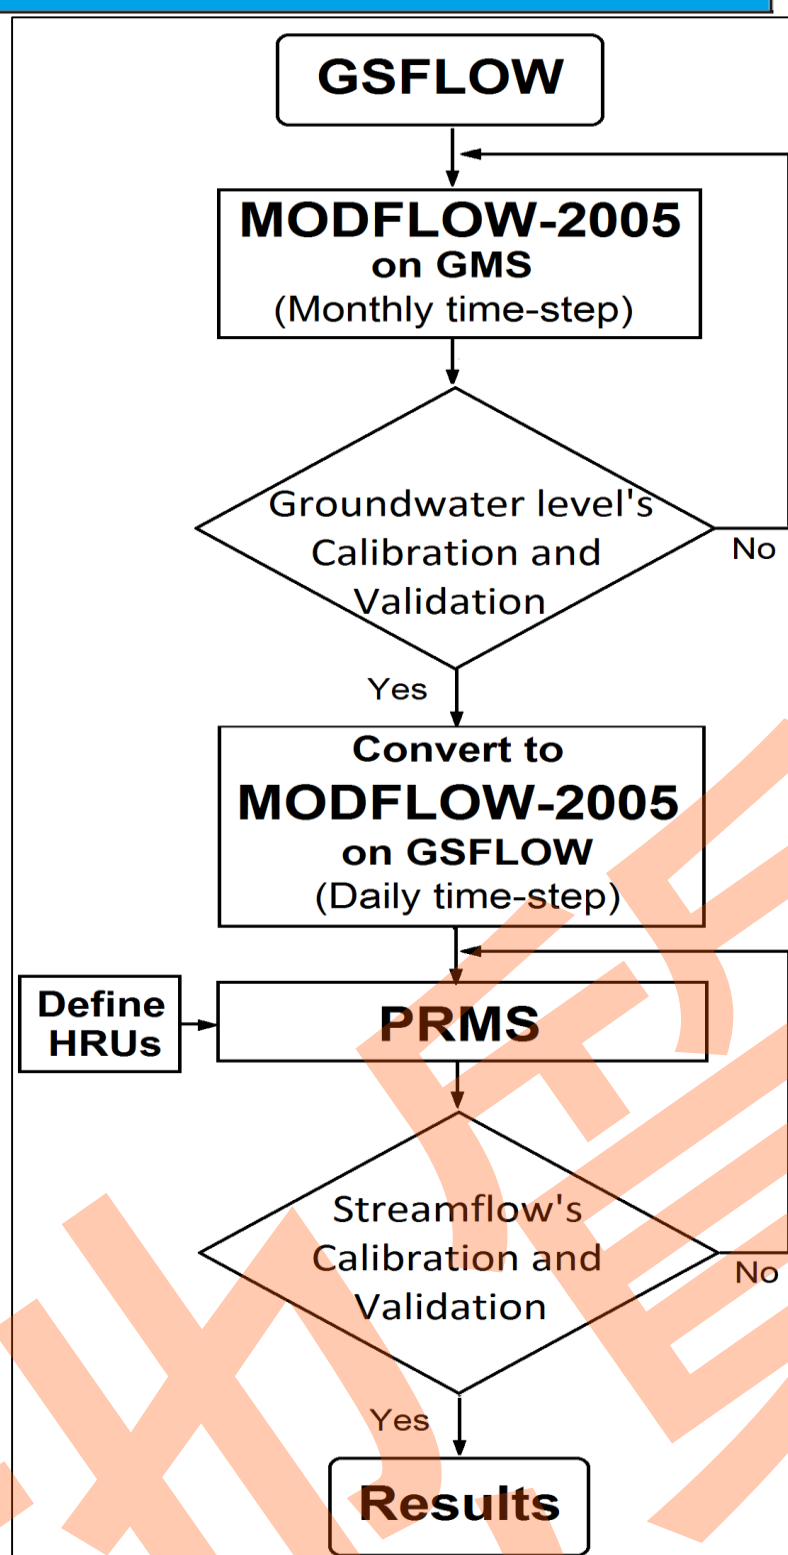 GSFLOW
MODFLOW-2005
on GMS
(Monthly time-step)
Groundwater level's
Calibration and
Validation
No
Yes
Convert to
MODFLOW-2005
on GSFLOW
(Daily time-step)
Define
HRUs
PRMS
Streamflow's
Calibration and
Validation
No
Yes
Results